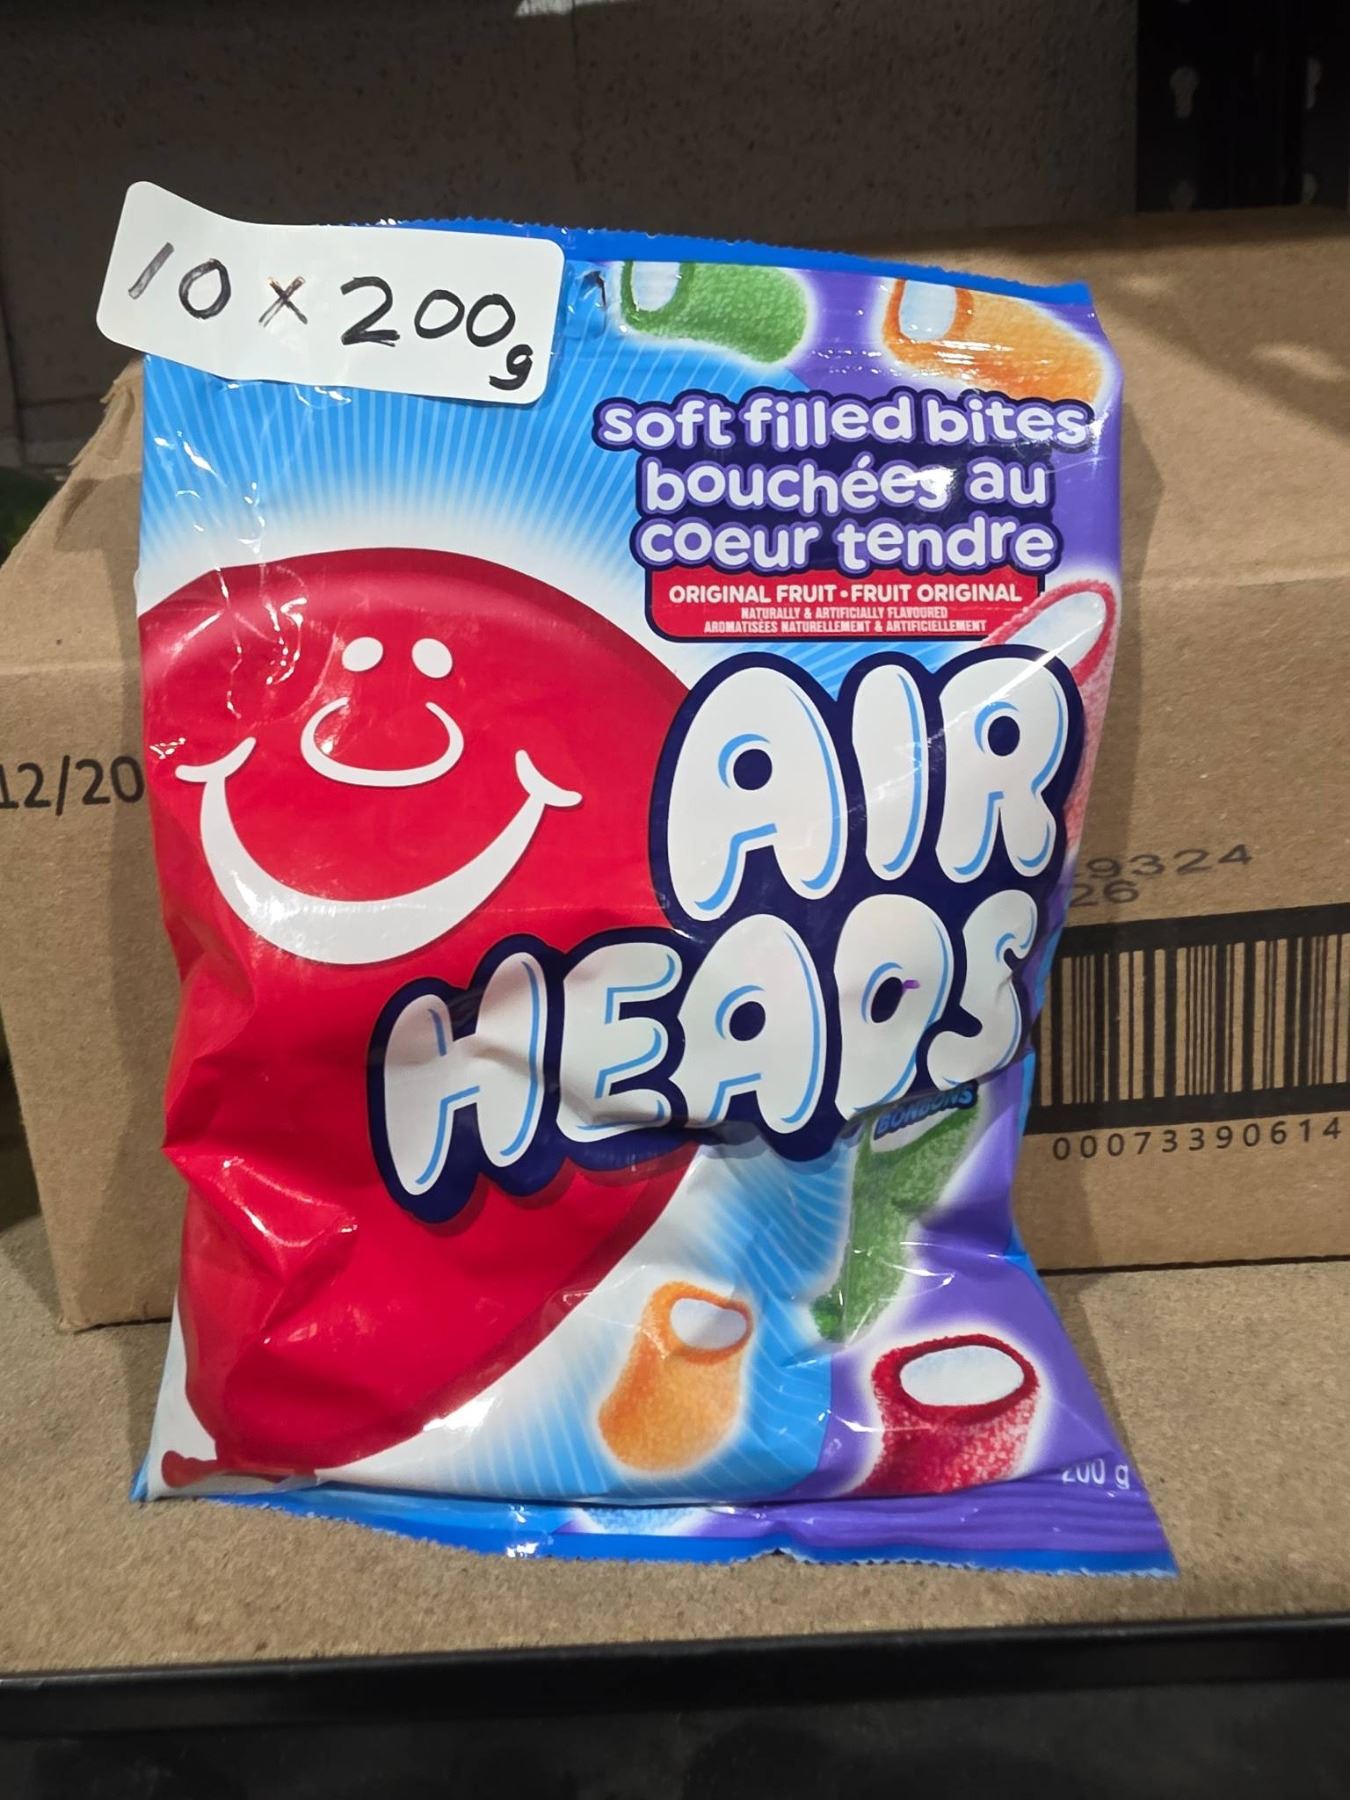 10 x 200g
soft filled bites
bouchées au
coeur tendre
ORIGINAL FRUIT • FRUIT ORIGINAL
NATURALLY & ARTIFICIALLY FLAVOURED
AROMATISÉES NATURELLEMENT & ARTIFICIELLEMENT
AIR
HEADS
BONBONS
200 g
12/20
9324
26
00073390614